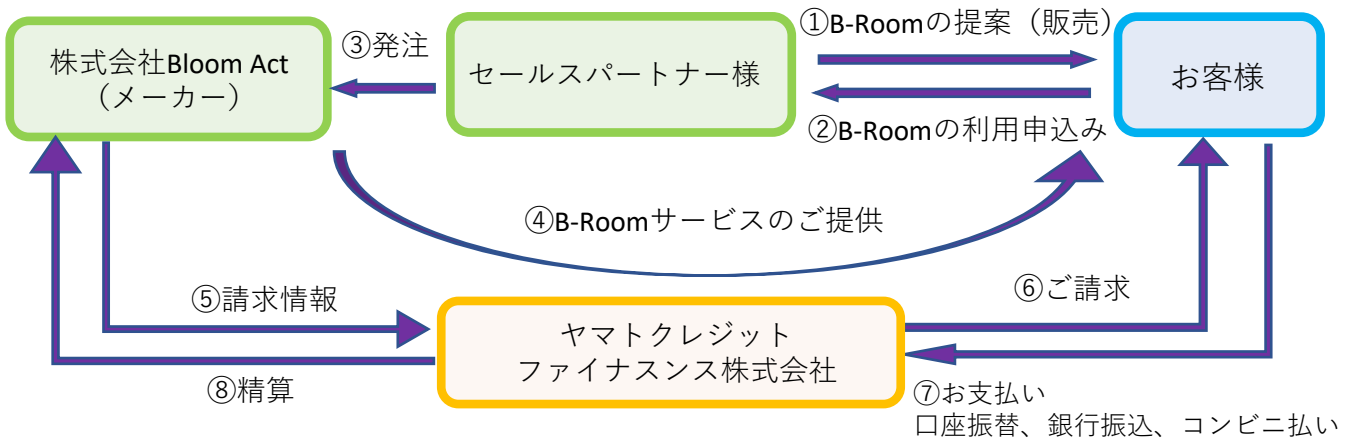 ①B-Roomの提案（販売）
③発注
株式会社Bloom Act
（メーカー）
セールスパートナー様
お客様
②B-Roomの利用申込み
④B-Roomサービスのご提供
⑤請求情報
⑥ご請求
ヤマトクレジット
ファイナスンス株式会社
⑧精算
⑦お支払い
口座振替、銀行振込、コンビニ払い